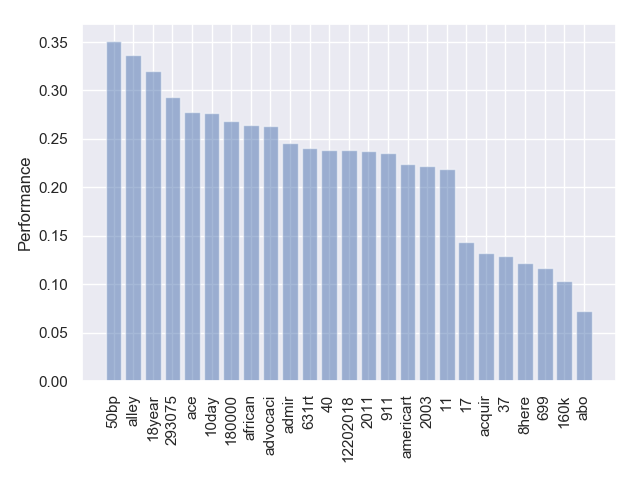 0.35
0.30
0.25
0.20
0.15
0.10
0.05
0.00
Performance
50bp
alley
18year
293075
ace
10day
180000
african
advocaci
admir
631rt
40
12202018
2011
911
americart
2003
11
17
acquir
37
8here
699
160k
abo